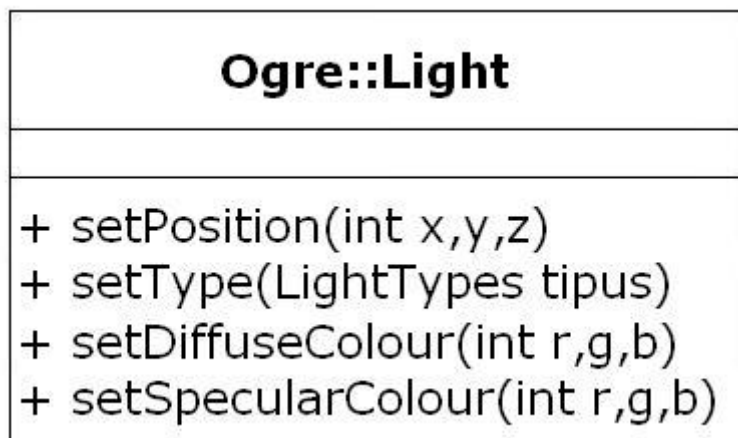 Ogre::Light
+ setPosition(int x,y,z)
+ setType(LightTypes tipus)
+ setDiffuseColour(int r,g,b)
+ setSpecularColour(int r,g,b)